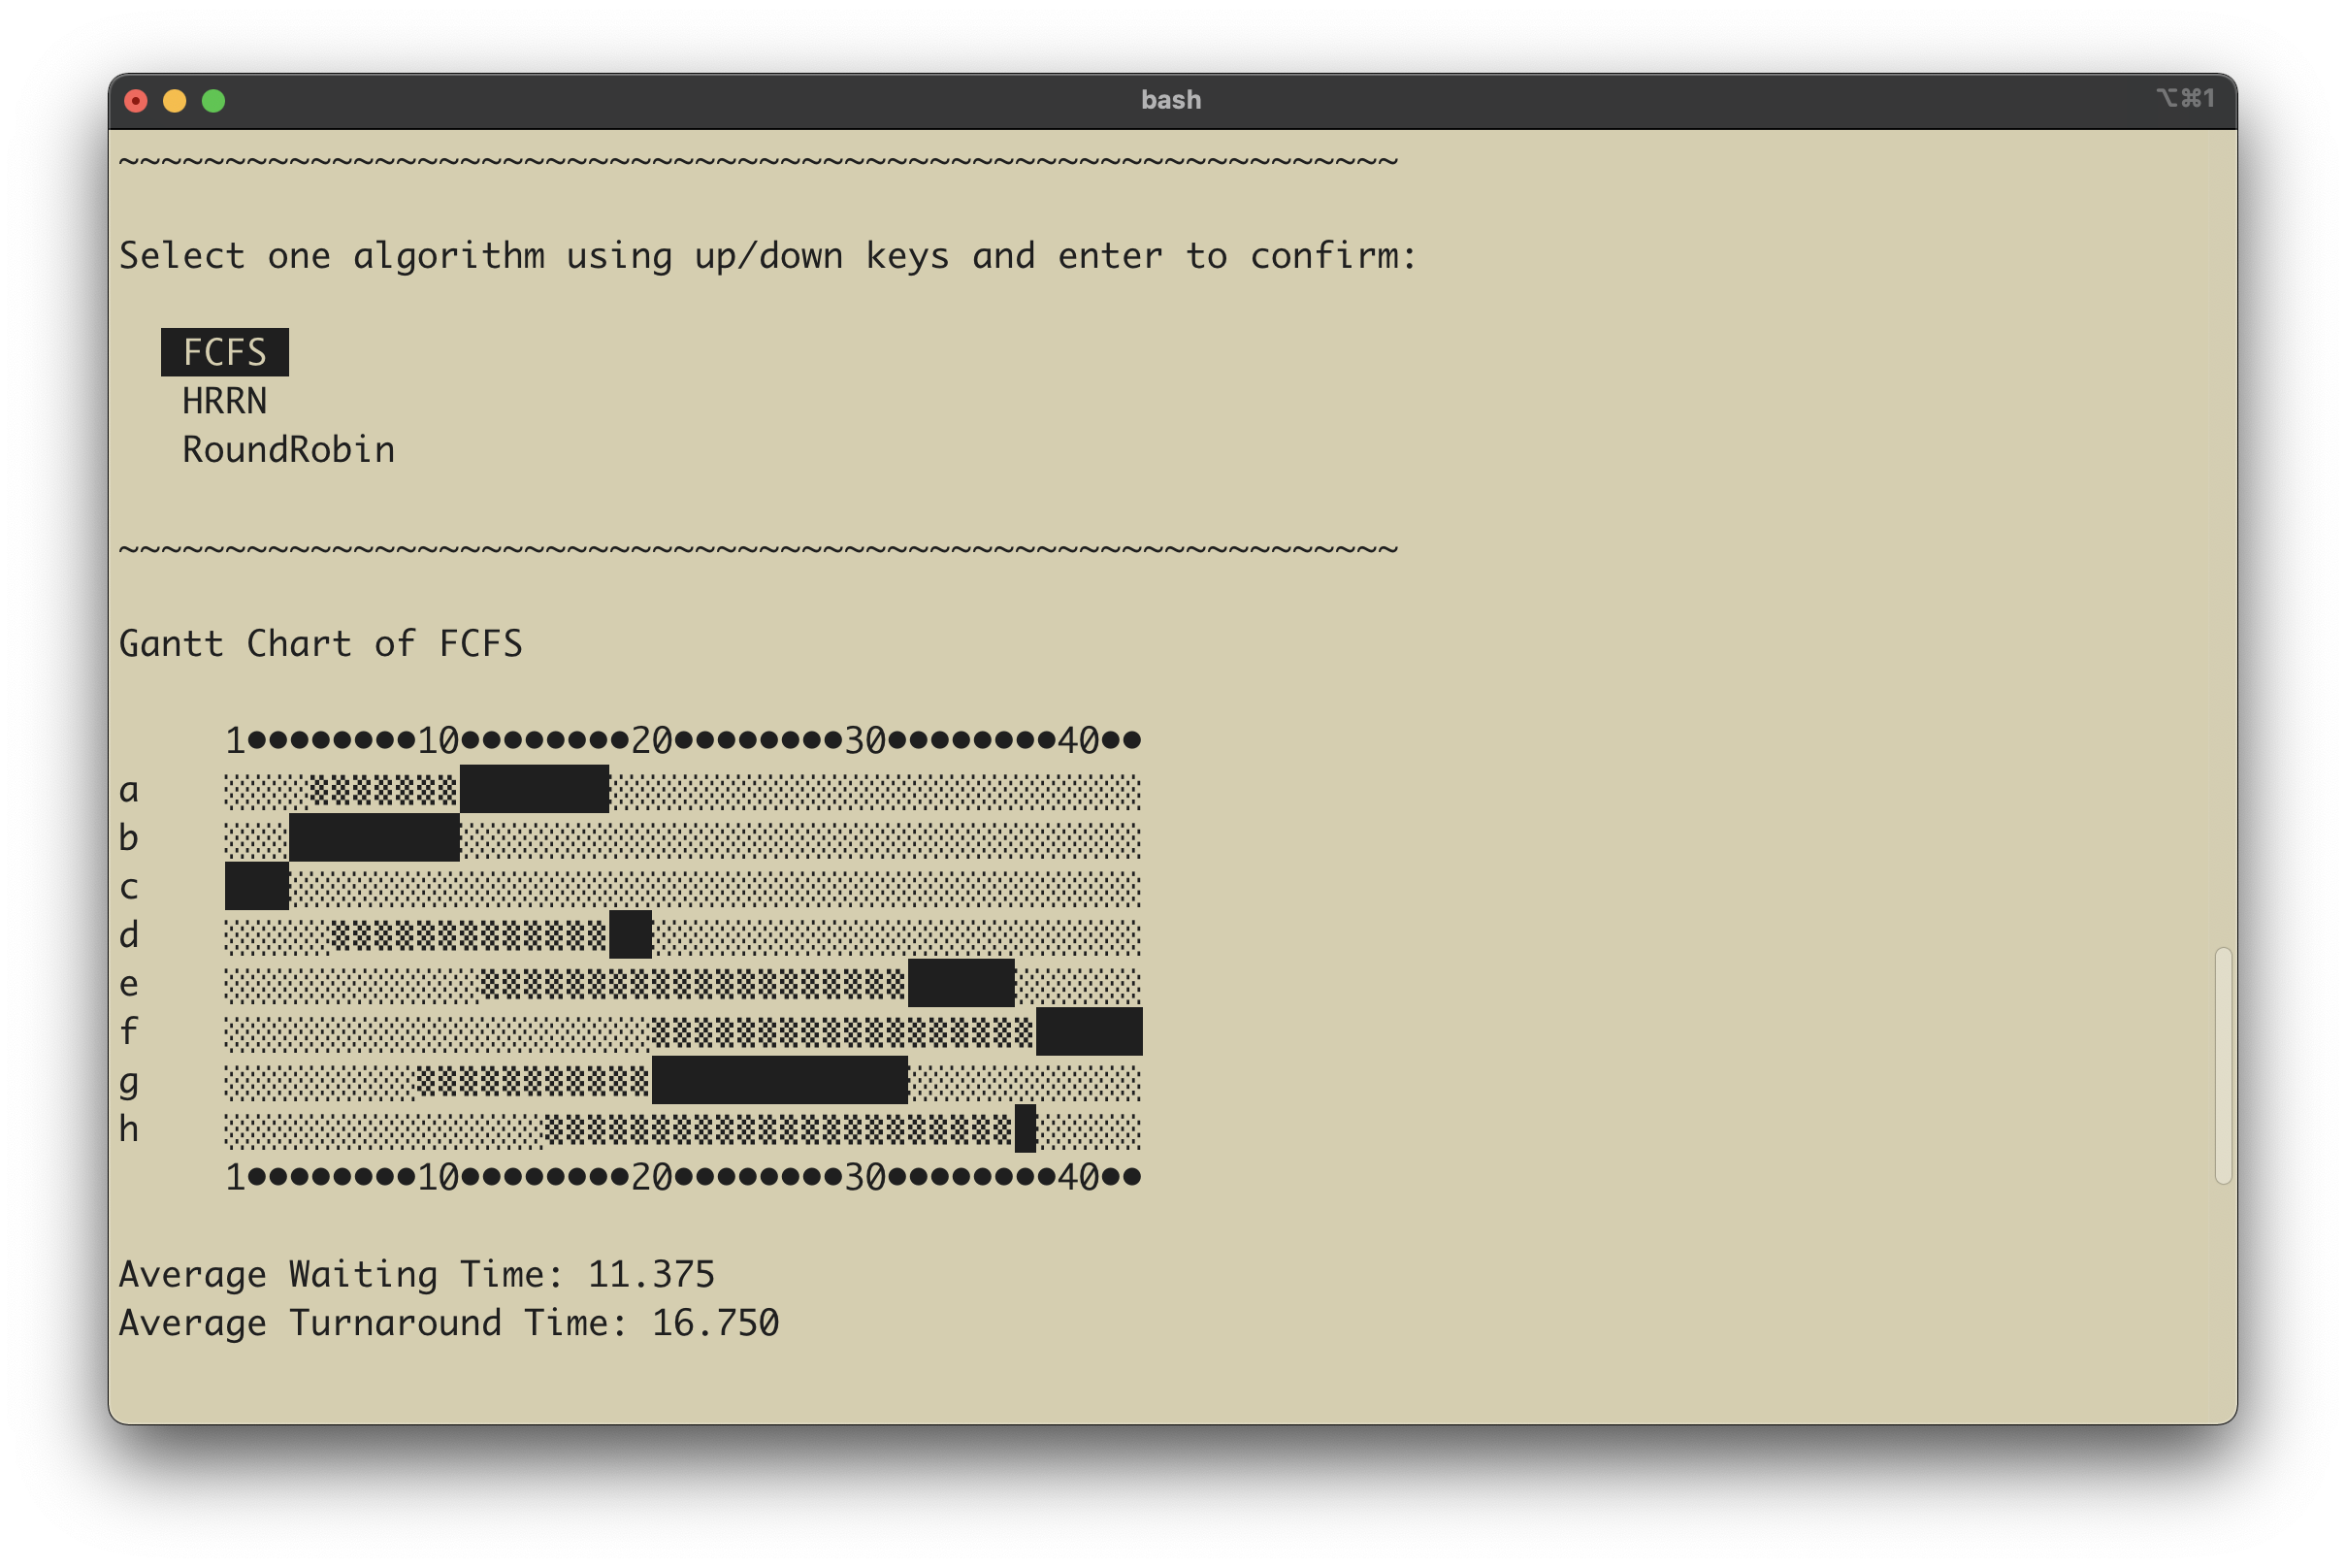 bash ⌥⌘1
~~~~~~~~~~~~~~~~~~~~~~~~~~~~~~~~~~~~~~~~~~~~~~~~~~~~~~~~~~~~
Select one algorithm using up/down keys and enter to confirm:
FCFS
HRRN
RoundRobin
~~~~~~~~~~~~~~~~~~~~~~~~~~~~~~~~~~~~~~~~~~~~~~~~~~~~~~~~~~~~
Gantt Chart of FCFS
1●●●●●●●●10●●●●●●●●20●●●●●●●●30●●●●●●●●40●●
a
b
c
d
e
f
g
h
1●●●●●●●●10●●●●●●●●20●●●●●●●●30●●●●●●●●40●●
Average Waiting Time: 11.375
Average Turnaround Time: 16.750